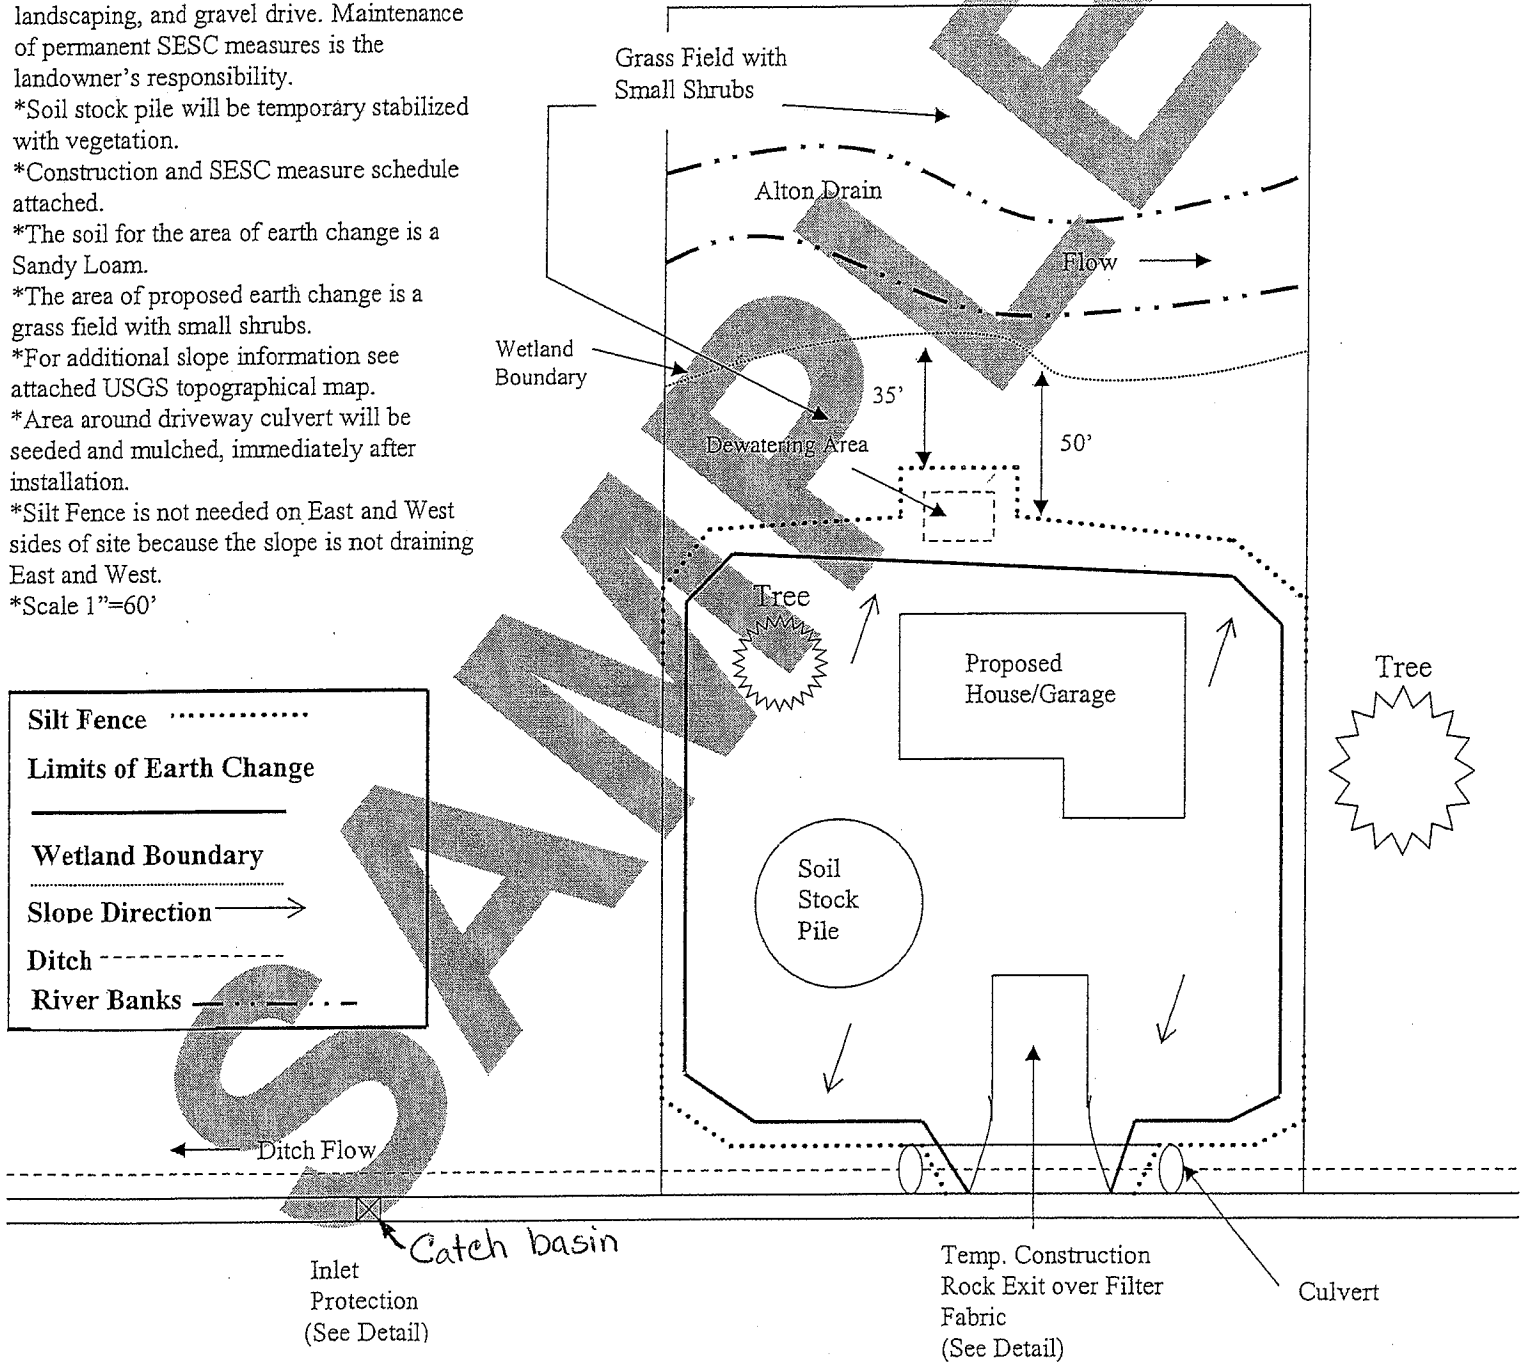 landscaping, and gravel drive. Maintenance
of permanent SESC measures is the
landowner's responsibility.
*Soil stock pile will be temporary stabilized
with vegetation.
*Construction and SESC measure schedule
attached.
*The soil for the area of earth change is a
Sandy Loam.
*The area of proposed earth change is a
grass field with small shrubs.
*For additional slope information see
attached USGS topographical map.
*Area around driveway culvert will be
seeded and mulched, immediately after
installation.
*Silt Fence is not needed on East and West
sides of site because the slope is not draining
East and West.
*Scale 1"=60'
Grass Field with
Small Shrubs
Alton Drain
Flow
Wetland
Boundary
35'
50'
Dewatering Area
Tree
Proposed
House/Garage
Tree
Soil
Stock
Pile
Silt Fence
Limits of Earth Change
Wetland Boundary
Slope Direction
Ditch
River Banks
Ditch Flow
Catch basin
Inlet
Protection
(See Detail)
Temp. Construction
Rock Exit over Filter
Fabric
(See Detail)
Culvert
SAMPLE